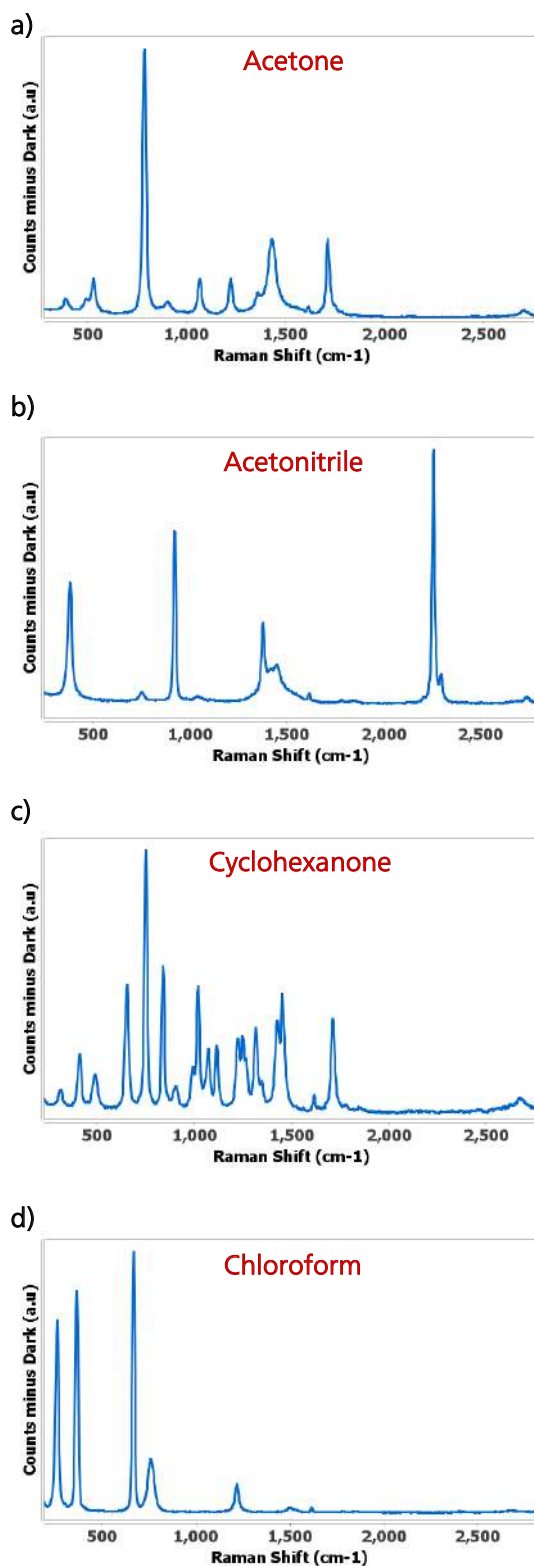 a)
Acetone
Counts minus Dark (a.u)
500 1,000 1,500 2,000 2,500
Raman Shift (cm-1)
b)
Acetonitrile
Counts minus Dark (a.u)
500 1,000 1,500 2,000 2,500
Raman Shift (cm-1)
c)
Cyclohexanone
Counts minus Dark (a.u)
500 1,000 1,500 2,000 2,500
Raman Shift (cm-1)
d)
Chloroform
Counts minus Dark (a.u)
500 1,000 1,500 2,000 2,500
Raman Shift (cm-1)